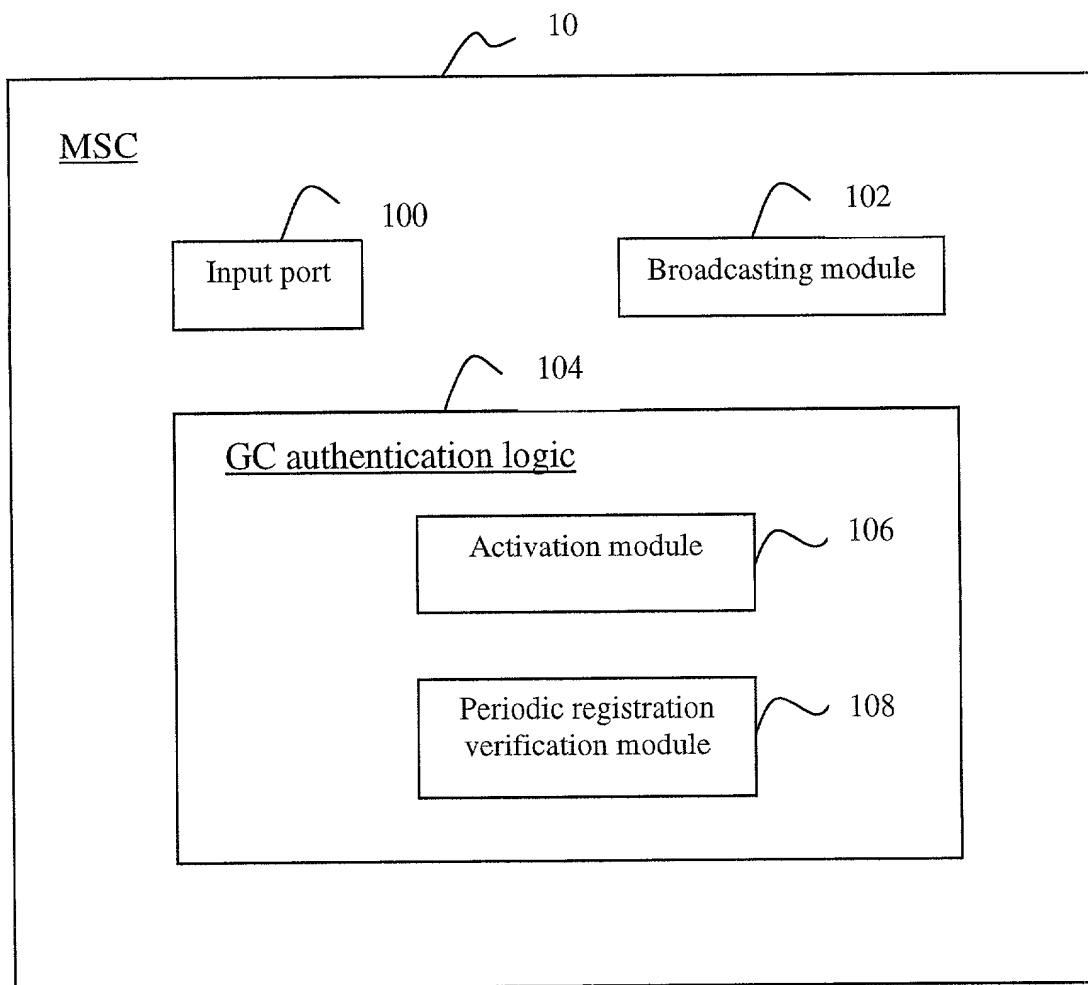 10
MSC
100
102
Input port
Broadcasting module
104
GC authentication logic
Activation module
106
Periodic registration
verification module
108